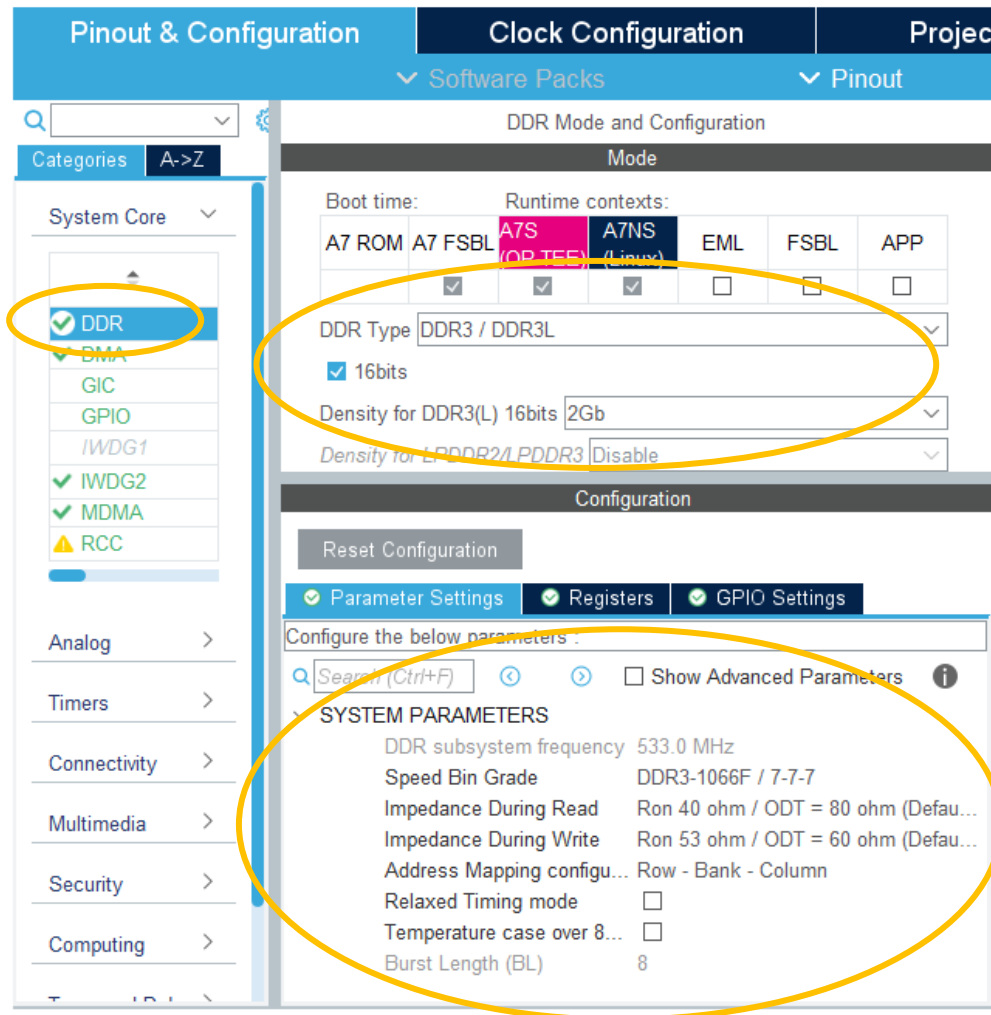 Pinout & Configuration Clock Configuration Projec
Software Packs Pinout
DDR Mode and Configuration
Categories A->Z
Mode
System Core
Boot time: Runtime contexts:
A7 ROM A7 FSBL A7S (OP-TEE) A7NS (Linux) EML FSBL APP
DDR
DMA
GIC
GPIO
IWDG1
IWDG2
MDMA
RCC
DDR Type DDR3 / DDR3L
16bits
Density for DDR3(L) 16bits 2Gb
Density for LPDDR2/LPDDR3 Disable
Configuration
Reset Configuration
Parameter Settings Registers GPIO Settings
Configure the below parameters :
Search (Ctrl+F) Show Advanced Parameters
SYSTEM PARAMETERS
DDR subsystem frequency 533.0 MHz
Speed Bin Grade DDR3-1066F / 7-7-7
Impedance During Read Ron 40 ohm / ODT = 80 ohm (Defau...
Impedance During Write Ron 53 ohm / ODT = 60 ohm (Defau...
Address Mapping configu... Row - Bank - Column
Relaxed Timing mode
Temperature case over 8...
Burst Length (BL) 8
Analog
Timers
Connectivity
Multimedia
Security
Computing